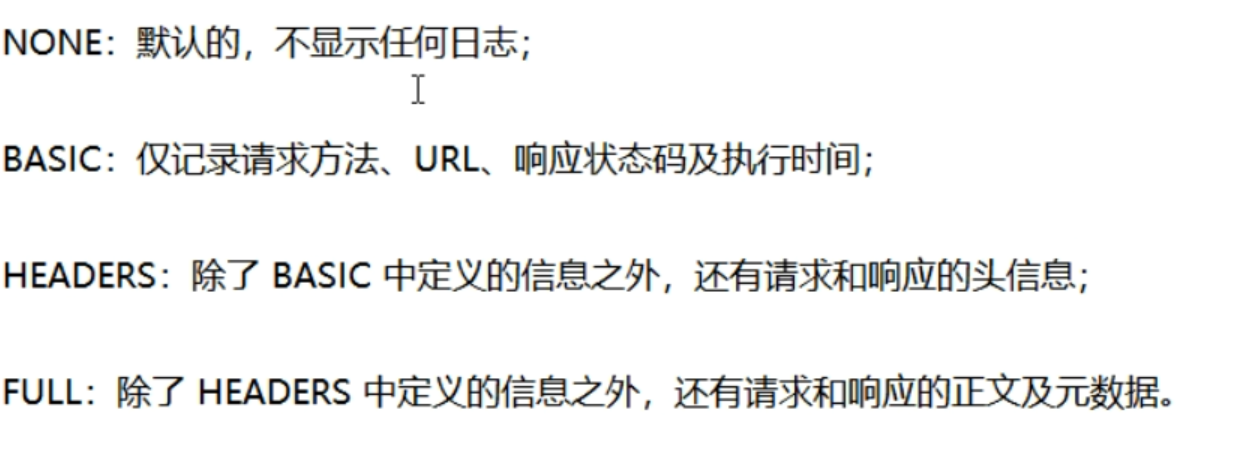 NONE：默认的，不显示任何日志；
BASIC：仅记录请求方法、URL、响应状态码及执行时间；
HEADERS：除了 BASIC 中定义的信息之外，还有请求和响应的头信息；
FULL：除了 HEADERS 中定义的信息之外，还有请求和响应的正文及元数据。